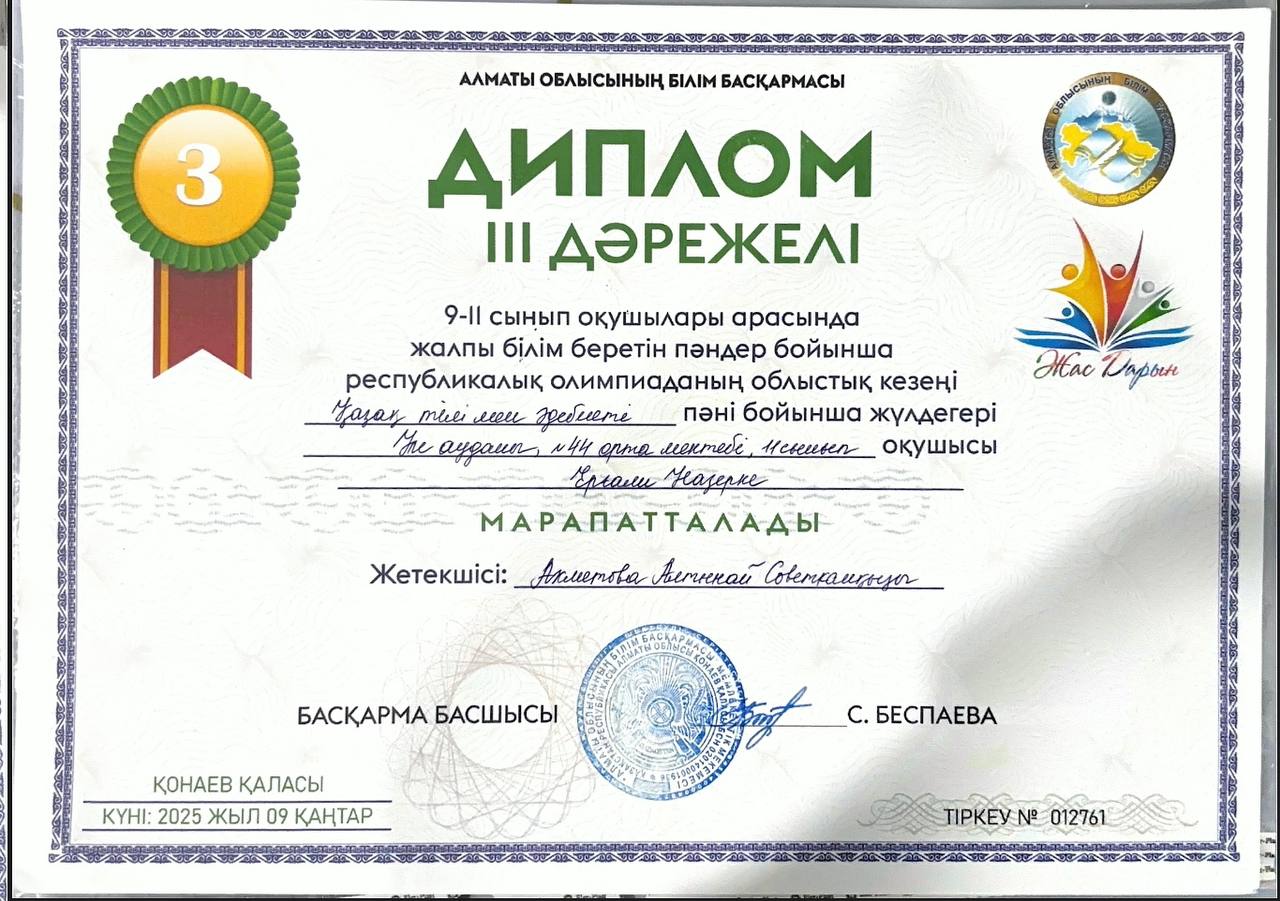 АЛМАТЫ ОБЛЫСЫНЫҢ БІЛІМ БАСҚАРМАСЫ
3
ДИПЛОМ
III ДӘРЕЖЕЛІ
Жас Дарын
9-11 сынып оқушылары арасында
жалпы білім беретін пәндер бойынша
республикалық олимпиаданың облыстық кезеңі
Қазақ тілі мен әдебиеті пәні бойынша жүлдегері
Іле ауданы, №44 орта мектебі, 11 сынып оқушысы
Ерғали Назерке
МАРАПАТТАЛАДЫ
Жетекшісі: Ахметова Алтынай Советханқызы
БАСҚАРМА БАСШЫСЫ С. БЕСПАЕВА
ҚОНАЕВ ҚАЛАСЫ
КҮНІ: 2025 ЖЫЛ 09 ҚАҢТАР
ТІРКЕУ № 012761